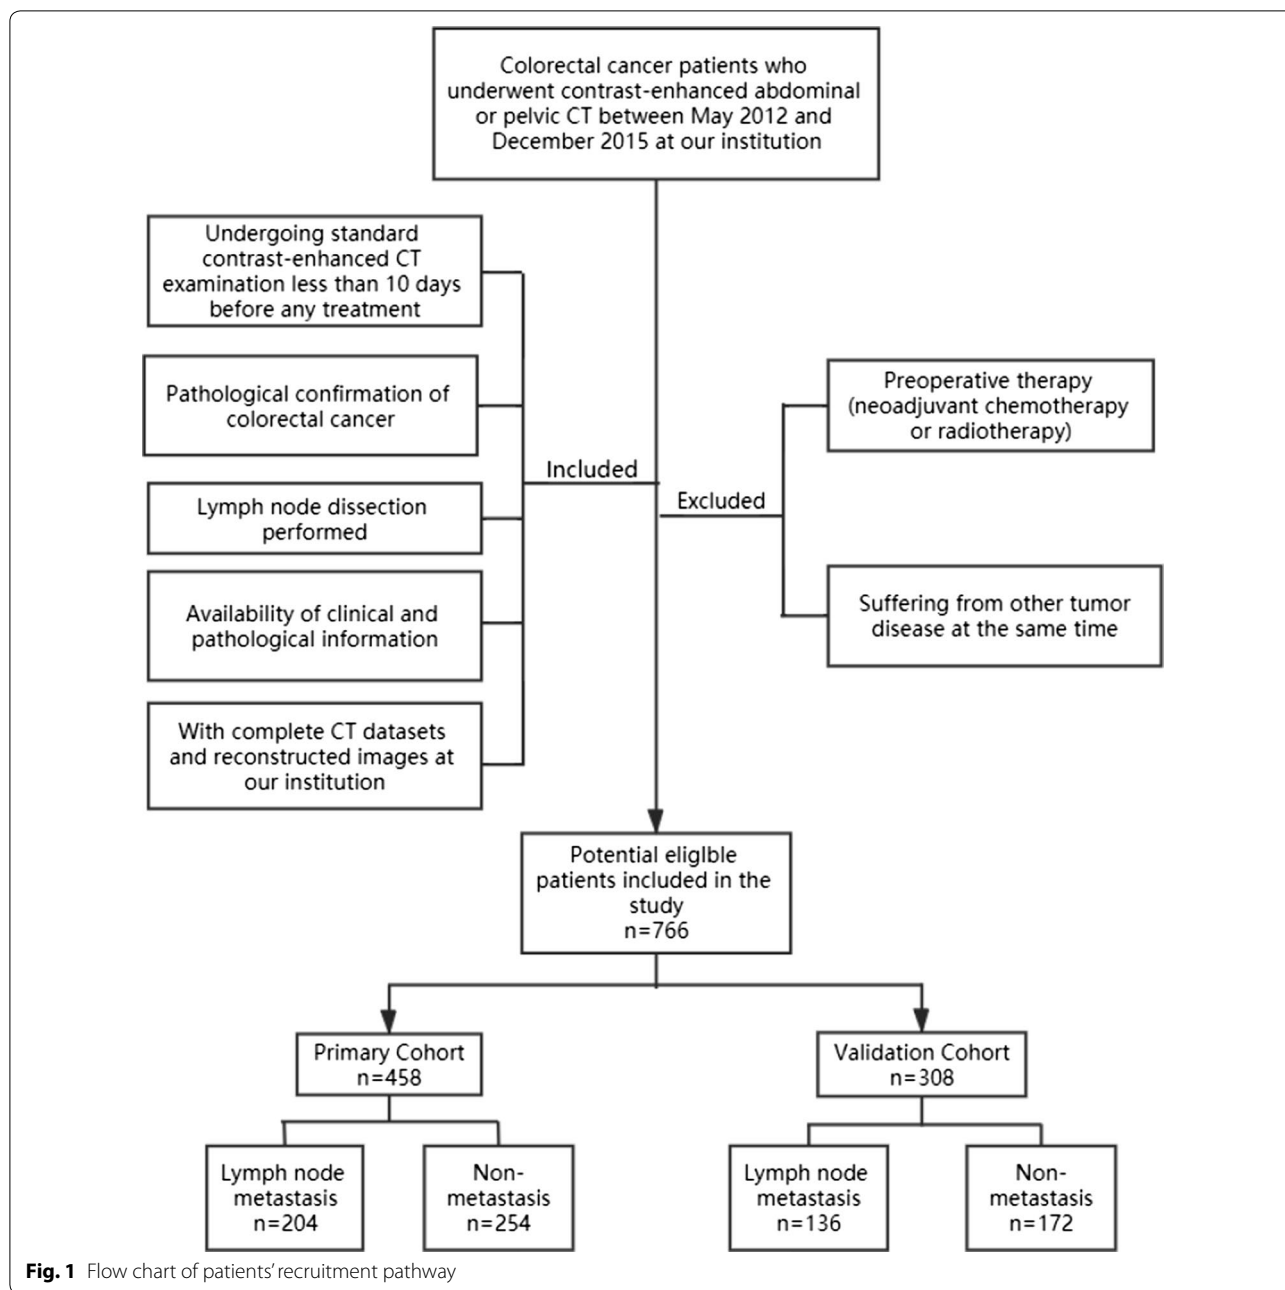 Colorectal cancer patients who
underwent contrast-enhanced abdominal
or pelvic CT between May 2012 and
December 2015 at our institution
Undergoing standard
contrast-enhanced CT
examination less than 10 days
before any treatment
Pathological confirmation of
colorectal cancer
Lymph node dissection
performed
Availability of clinical and
pathological information
With complete CT datasets
and reconstructed images at
our institution
Included
Excluded
Preoperative therapy
(neoadjuvant chemotherapy
or radiotherapy)
Suffering from other tumor
disease at the same time
Potential eliglble
patients included in the
study
n=766
Primary Cohort
n=458
Validation Cohort
n=308
Lymph node
metastasis
n=204
Non-
metastasis
n=254
Lymph node
metastasis
n=136
Non-
metastasis
n=172
Fig. 1 Flow chart of patients' recruitment pathway